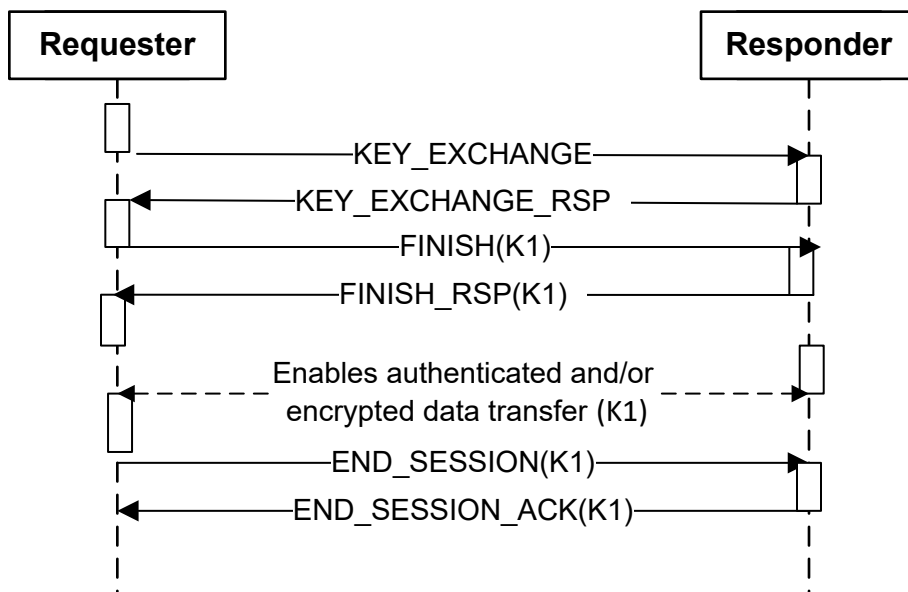 Requester
Responder
KEY_EXCHANGE
KEY_EXCHANGE_RSP
FINISH(K1)
FINISH_RSP(K1)
Enables authenticated and/or
encrypted data transfer (K1)
END_SESSION(K1)
END_SESSION_ACK(K1)